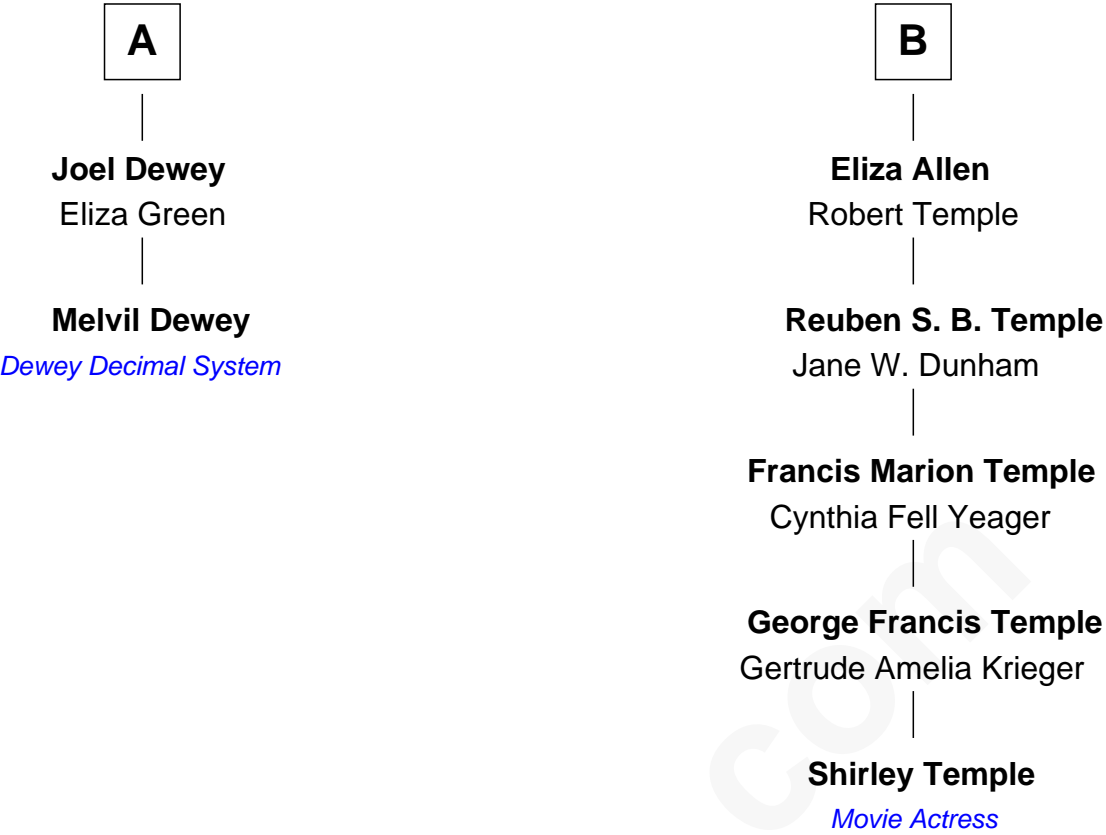 A
Joel Dewey
Eliza Green
Melvil Dewey
Dewey Decimal System
B
Eliza Allen
Robert Temple
Reuben S. B. Temple
Jane W. Dunham
Francis Marion Temple
Cynthia Fell Yeager
George Francis Temple
Gertrude Amelia Krieger
Shirley Temple
Movie Actress
com